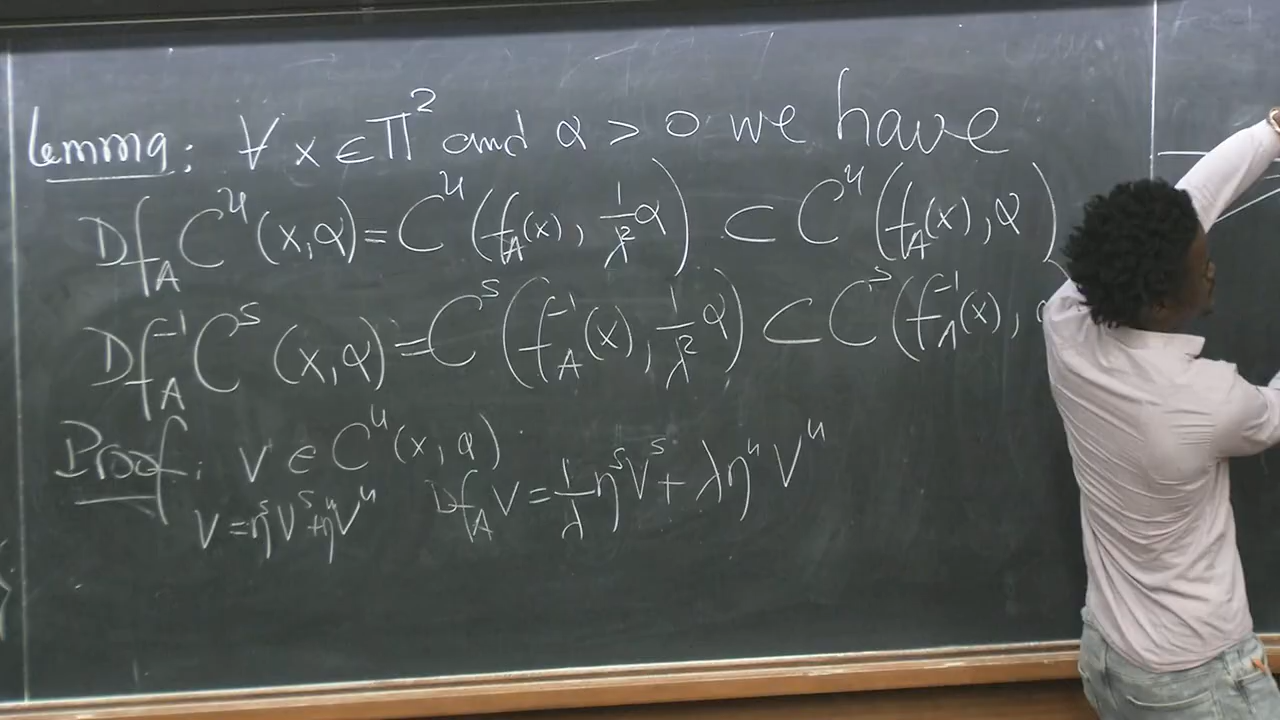 Lemma: ∀ x ∈ Π² and α > 0 we have
Df_A C^u (x, α) = C^u (f_A(x), 1/λ² α) ⊂ C^u (f_A(x), α)
Df_A^{-1} C^s (x, α) = C^s (f_A^{-1}(x), 1/λ² α) ⊂ C^s (f_A^{-1}(x),
Proof: v ∈ C^u (x, α)
v = η^s v^s + η^u v^u Df_A v = 1/λ η^s v^s + λ η^u v^u